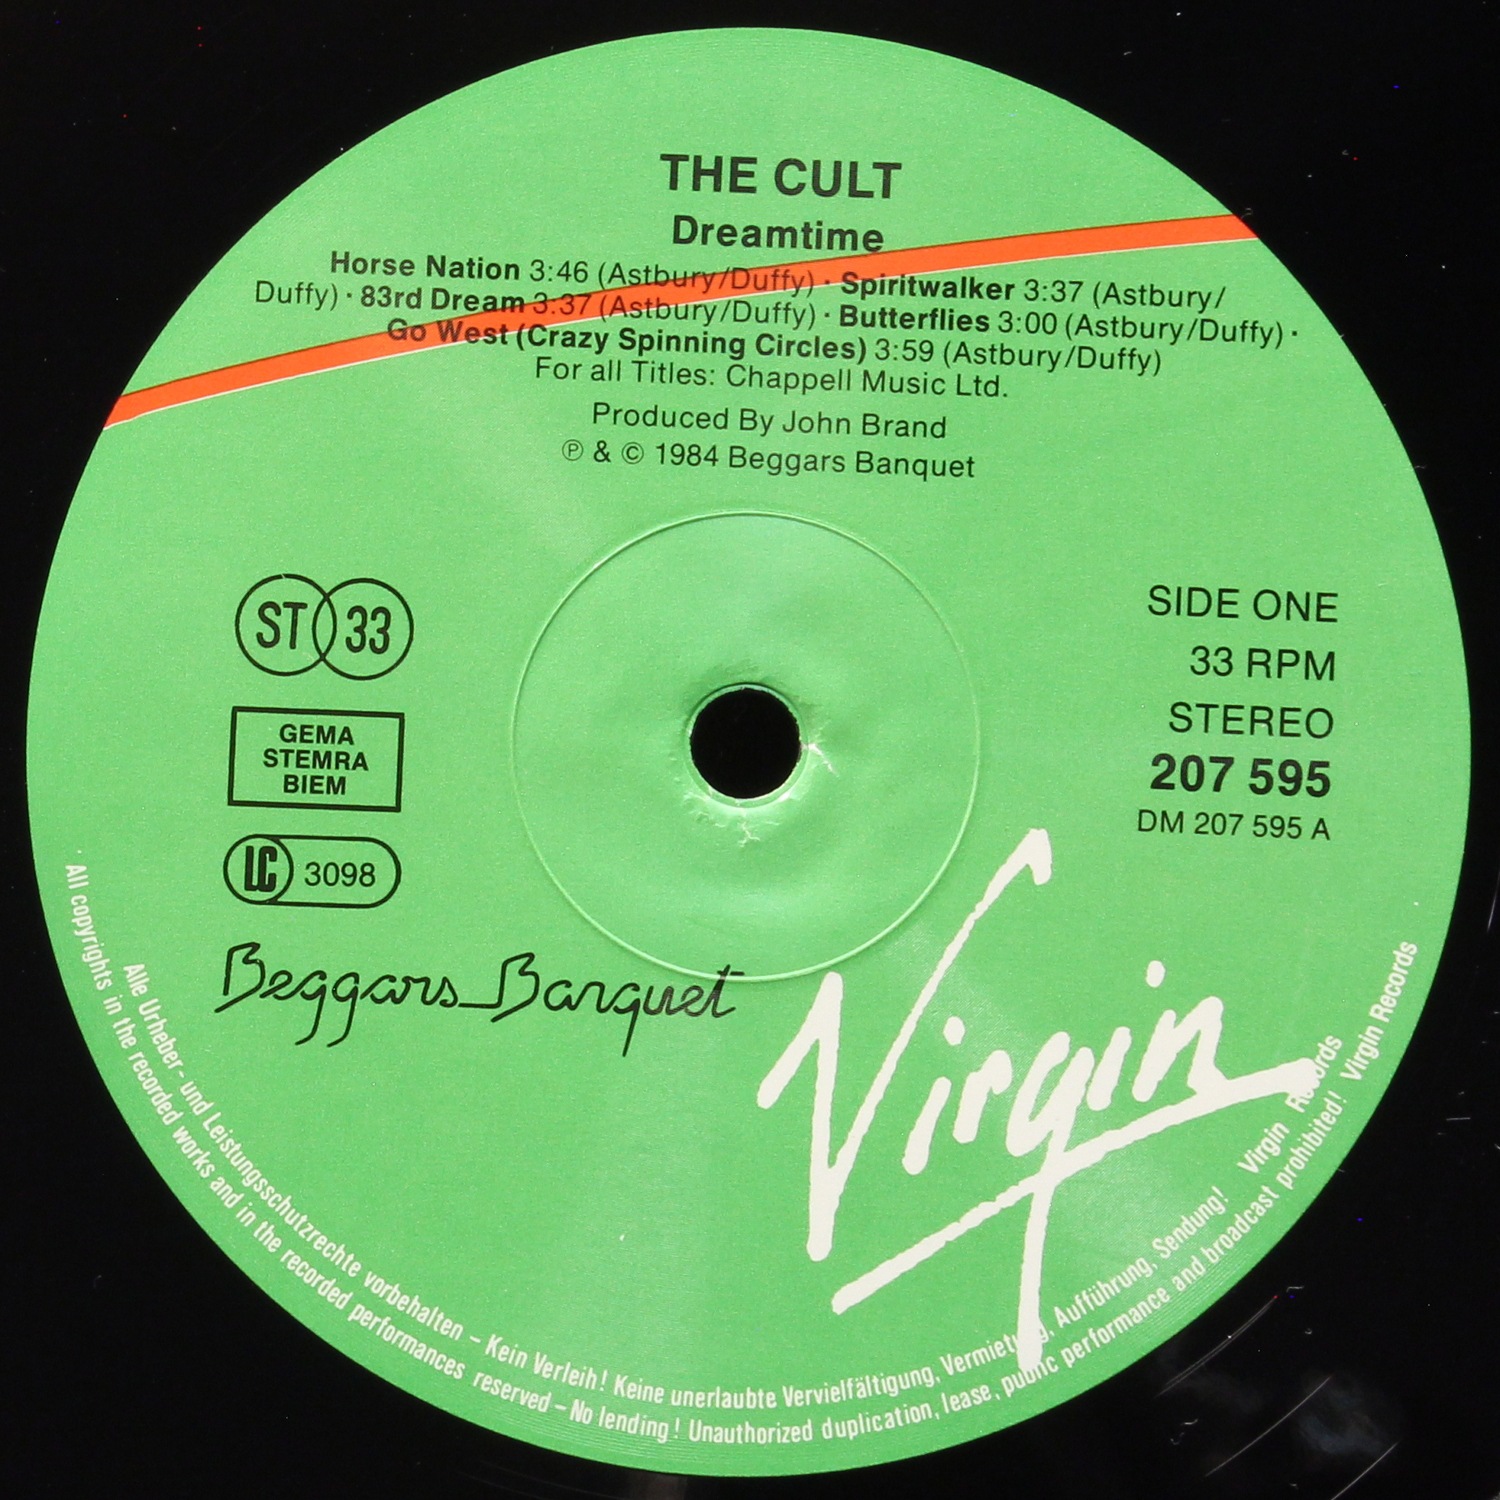 THE CULT
Dreamtime
Horse Nation 3:46 (Astbury/Duffy) · Spiritwalker 3:37 (Astbury/
Duffy) · 83rd Dream 3:37 (Astbury/Duffy) · Butterflies 3:00 (Astbury/Duffy) ·
Go West (Crazy Spinning Circles) 3:59 (Astbury/Duffy)
For all Titles: Chappell Music Ltd.
Produced By John Brand
℗ & © 1984 Beggars Banquet
ST 33
GEMA
STEMRA
BIEM
LC 3098
Beggars Banquet
SIDE ONE
33 RPM
STEREO
207 595
DM 207 595 A
Virgin
Alle Urheber- und Leistungsschutzrechte vorbehalten – Kein Verleih! Keine unerlaubte Vervielfältigung, Vermietung, Aufführung, Sendung! Virgin Records
All copyrights in the recorded works and in the recorded performances reserved – No lending! Unauthorized duplication, lease, public performance and broadcast prohibited! Virgin Records